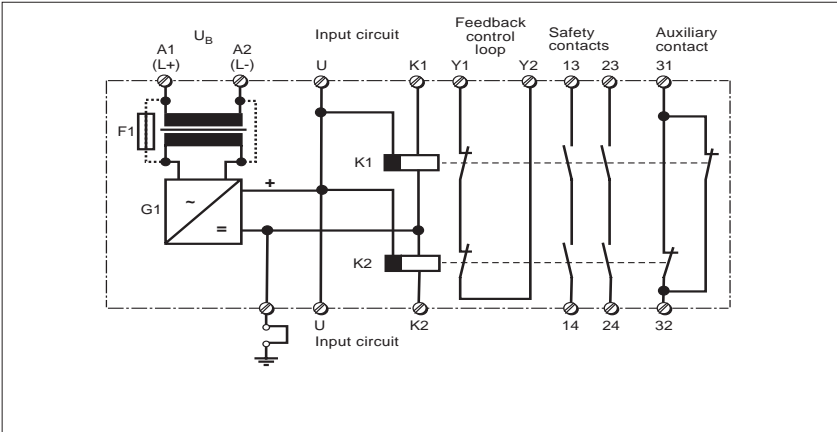 U_B
Input circuit
Feedback
control
loop
Safety
contacts
Auxiliary
contact
A1
(L+)
A2
(L-)
U
K1
Y1
Y2
13
23
31
F1
K1
+
G1
~
=
K2
U
K2
14
24
32
Input circuit